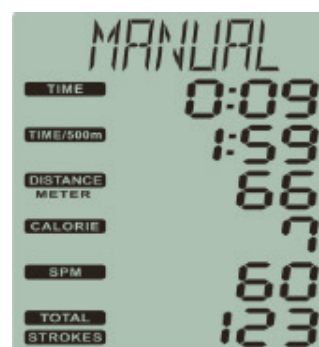 MANUAL
TIME 0:09
TIME/500m 1:59
DISTANCE 66
METER
CALORIE 7
SPM 60
TOTAL
STROKES 123